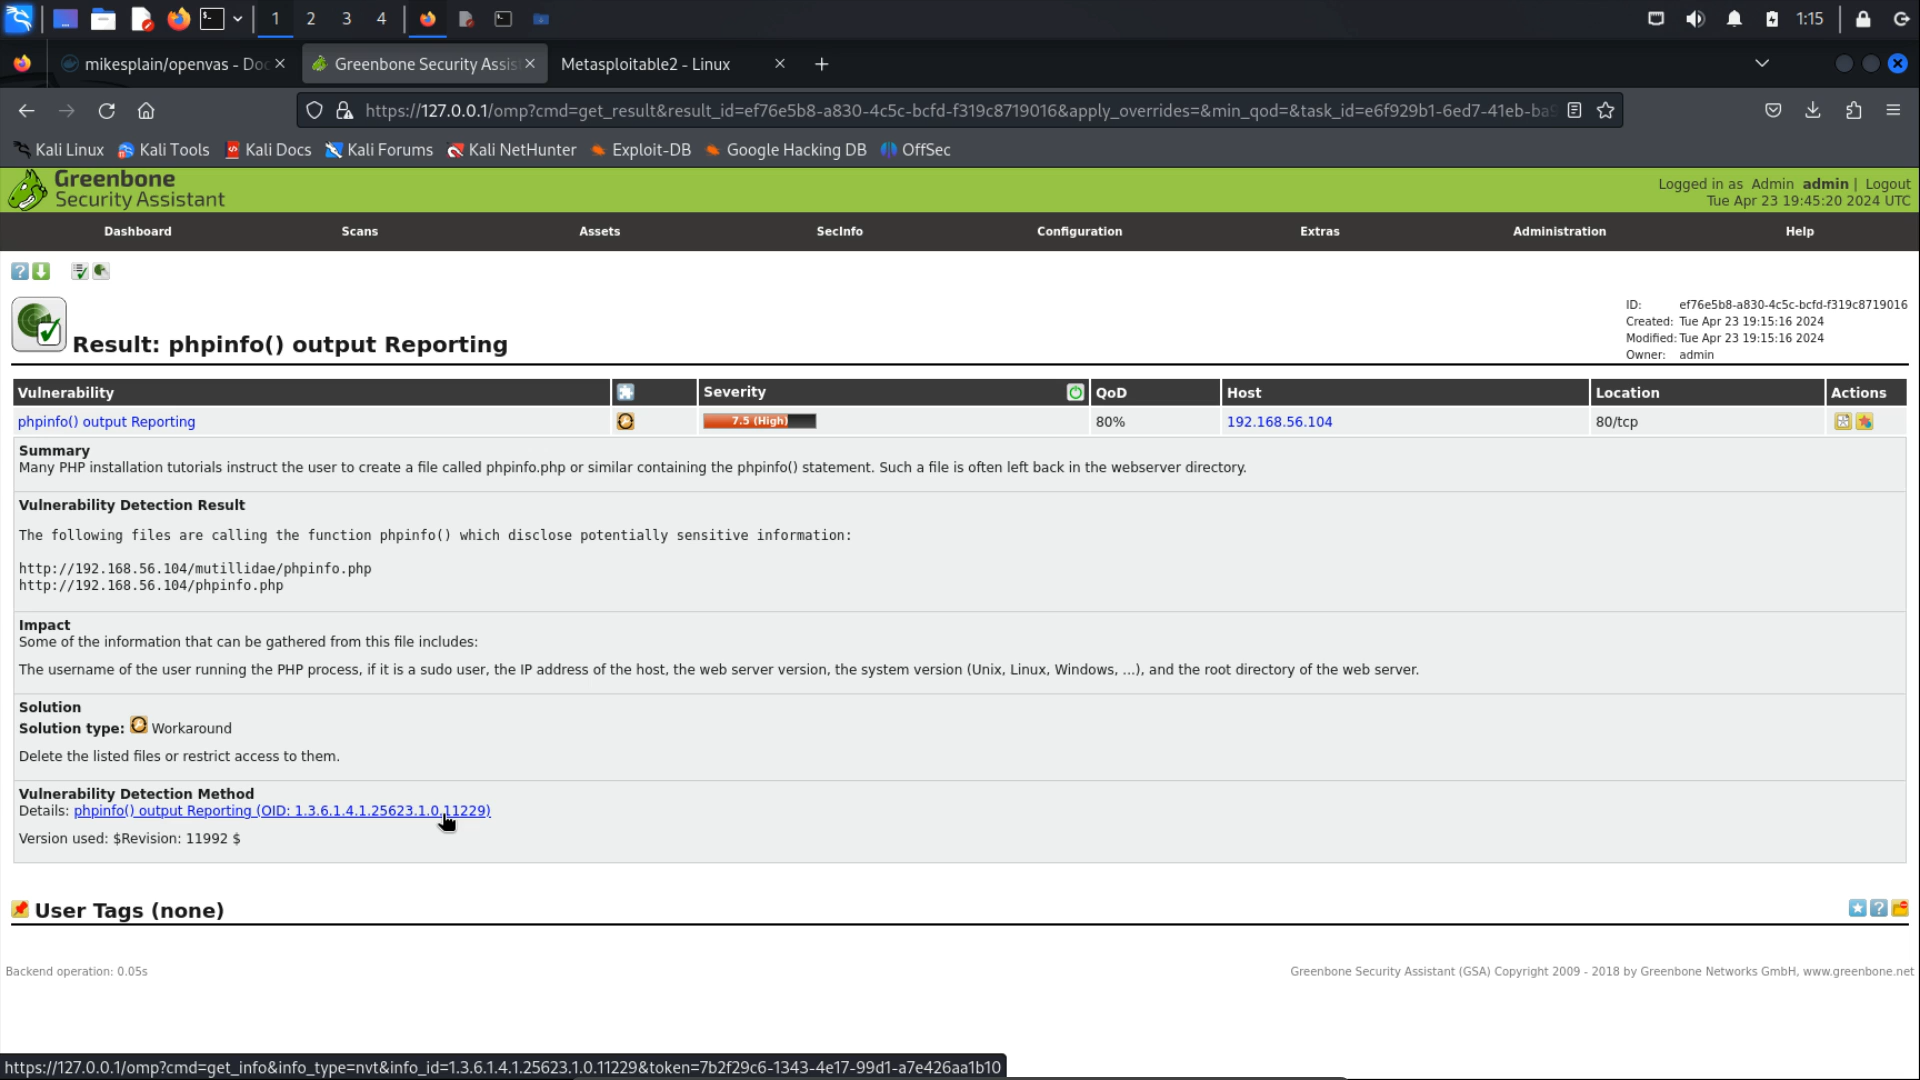 1 2 3 4 1:15
mikesplain/openvas - Doc
Greenbone Security Assis
Metasploitable2 - Linux
https://127.0.0.1/omp?cmd=get_result&result_id=ef76e5b8-a830-4c5c-bcfd-f319c8719016&apply_overrides=&min_qod=&task_id=e6f929b1-6ed7-41eb-ba9
Kali Linux Kali Tools Kali Docs Kali Forums Kali NetHunter Exploit-DB Google Hacking DB OffSec
Greenbone
Security Assistant
Logged in as Admin admin | Logout
Tue Apr 23 19:45:20 2024 UTC
Dashboard Scans Assets SecInfo Configuration Extras Administration Help
Result: phpinfo() output Reporting
ID: ef76e5b8-a830-4c5c-bcfd-f319c8719016
Created: Tue Apr 23 19:15:16 2024
Modified: Tue Apr 23 19:15:16 2024
Owner: admin
Vulnerability Severity QoD Host Location Actions
phpinfo() output Reporting 7.5 (High) 80% 192.168.56.104 80/tcp
Summary
Many PHP installation tutorials instruct the user to create a file called phpinfo.php or similar containing the phpinfo() statement. Such a file is often left back in the webserver directory.
Vulnerability Detection Result
The following files are calling the function phpinfo() which disclose potentially sensitive information:
http://192.168.56.104/mutillidae/phpinfo.php
http://192.168.56.104/phpinfo.php
Impact
Some of the information that can be gathered from this file includes:
The username of the user running the PHP process, if it is a sudo user, the IP address of the host, the web server version, the system version (Unix, Linux, Windows, ...), and the root directory of the web server.
Solution
Solution type: Workaround
Delete the listed files or restrict access to them.
Vulnerability Detection Method
Details: phpinfo() output Reporting (OID: 1.3.6.1.4.1.25623.1.0.11229)
Version used: $Revision: 11992 $
User Tags (none)
Backend operation: 0.05s
Greenbone Security Assistant (GSA) Copyright 2009 - 2018 by Greenbone Networks GmbH, www.greenbone.net
https://127.0.0.1/omp?cmd=get_info&info_type=nvt&info_id=1.3.6.1.4.1.25623.1.0.11229&token=7b2f29c6-1343-4e17-99d1-a7e426aa1b10